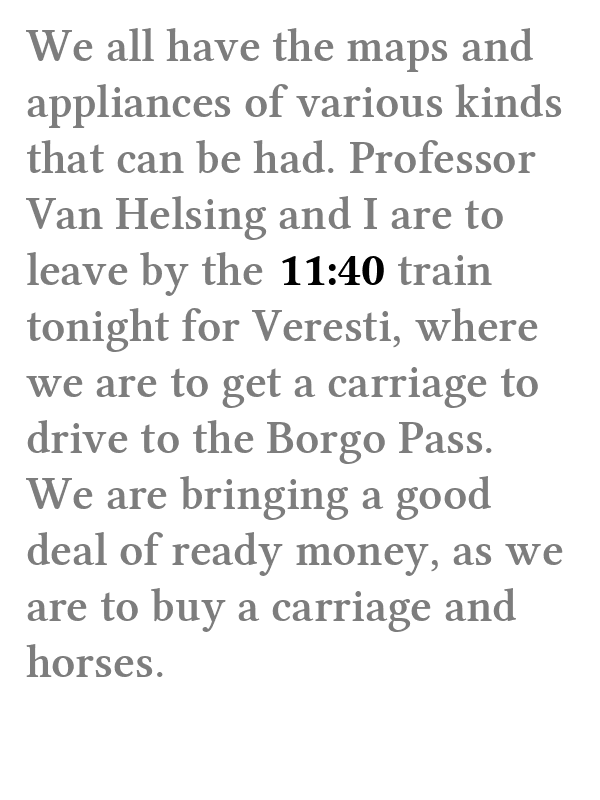 We all have the maps and
appliances of various kinds
that can be had. Professor
Van Helsing and I are to
leave by the 11:40 train
tonight for Veresti, where
we are to get a carriage to
drive to the Borgo Pass.
We are bringing a good
deal of ready money, as we
are to buy a carriage and
horses.